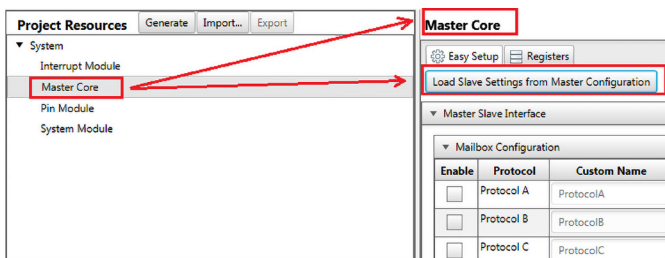 Project Resources Generate Import... Export
▼ System
Interrupt Module
Master Core
Pin Module
System Module
Master Core
Easy Setup Registers
Load Slave Settings from Master Configuration
▼ Master Slave Interface
▼ Mailbox Configuration
Enable Protocol Custom Name
Protocol A ProtocolA
Protocol B ProtocolB
Protocol C ProtocolC